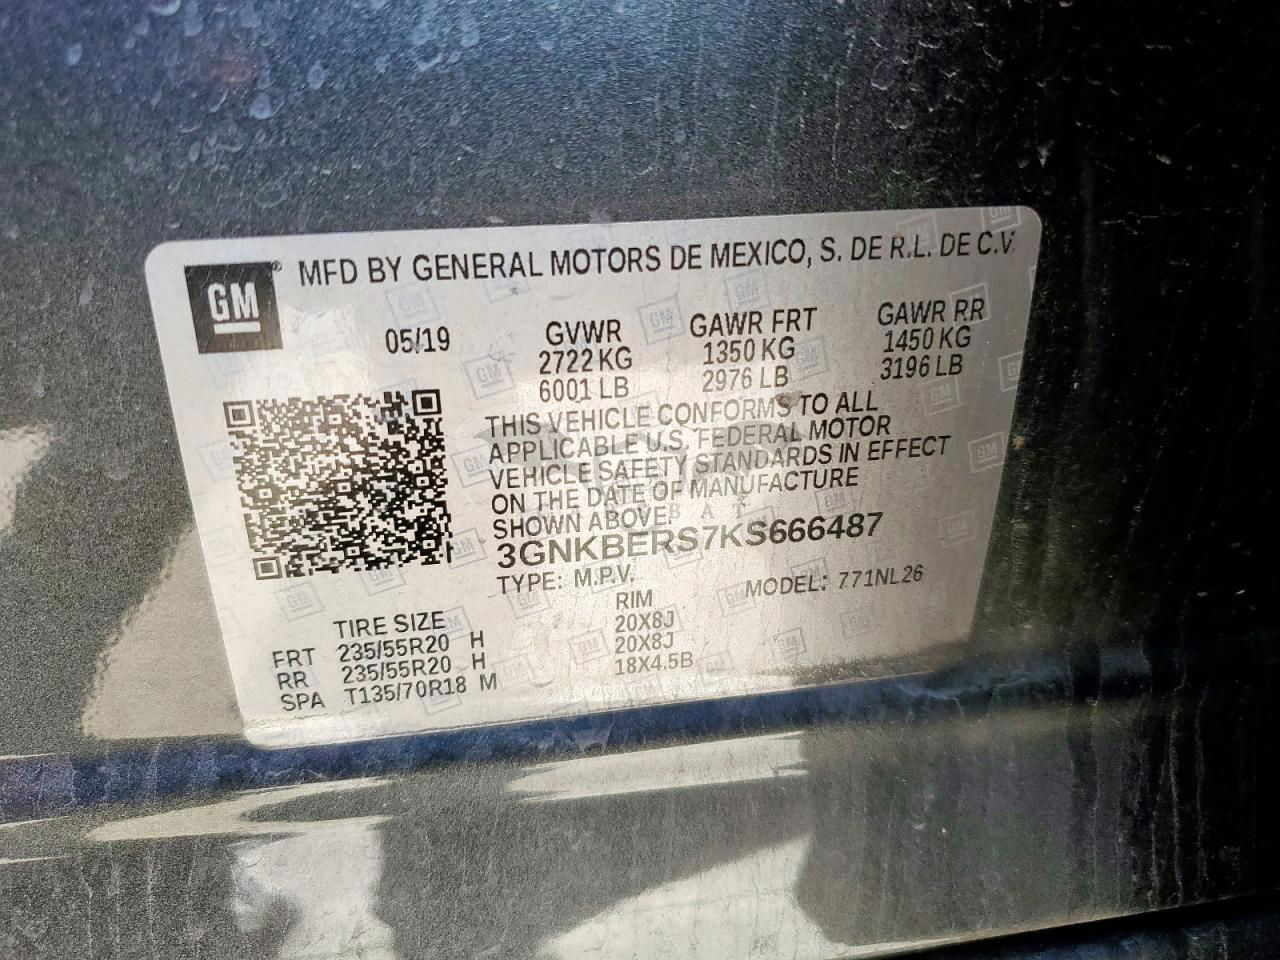 GM ® MFD BY GENERAL MOTORS DE MEXICO, S. DE R.L. DE C.V.
05/19 GVWR GAWR FRT GAWR RR
2722 KG 1350 KG 1450 KG
6001 LB 2976 LB 3196 LB
THIS VEHICLE CONFORMS TO ALL
APPLICABLE U.S. FEDERAL MOTOR
VEHICLE SAFETY STANDARDS IN EFFECT
ON THE DATE OF MANUFACTURE
SHOWN ABOVE.
3GNKBERS7KS666487
TYPE: M.P.V. MODEL: 771NL26
TIRE SIZE RIM
FRT 235/55R20 H 20X8J
RR 235/55R20 H 20X8J
SPA T135/70R18 M 18X4.5B